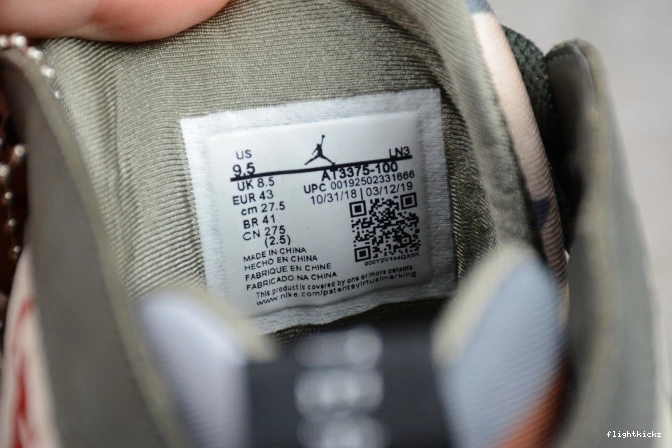 US
9.5
LN3
UK 8.5
AT3375-100
EUR 43
UPC 00192502331666
cm 27.5
10/31/18 | 03/12/19
BR 41
CN 275
(2.5)
MADE IN CHINA
HECHO EN CHINA
FABRIQUE EN CHINE
FABRICADO NA CHINA
This product is covered by one or more patents
www.nike.com/patentsvirtualmarking
flightkickz